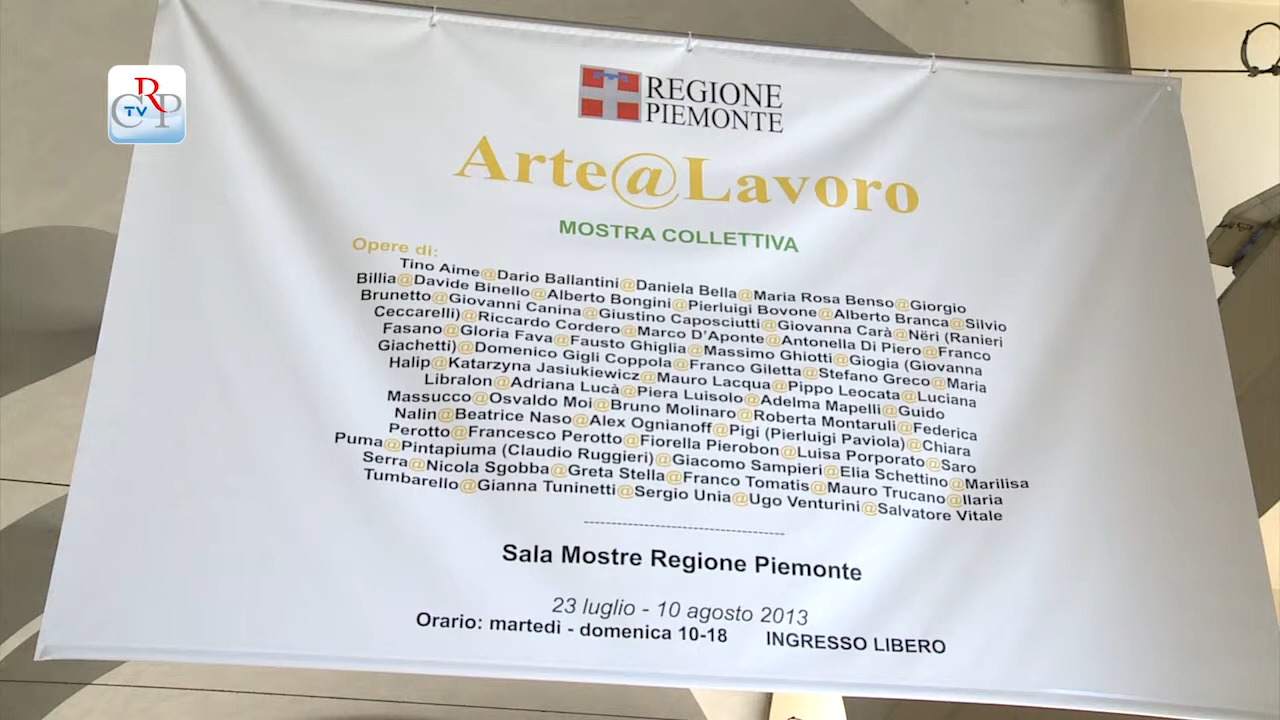 CRP
TV
REGIONE
PIEMONTE
Arte@Lavoro
MOSTRA COLLETTIVA
Opere di:
Tino Aime@Dario Ballantini@Daniela Bella@Maria Rosa Benso@Giorgio
Billia@Davide Binello@Alberto Bongini@Pierluigi Bovone@Alberto Branca@Silvio
Brunetto@Giovanni Canina@Giustino Caposciutti@Giovanna Carà@Nëri (Ranieri
Ceccarelli)@Riccardo Cordero@Marco D'Aponte@Antonella Di Piero@Franco
Fasano@Gloria Fava@Fausto Ghiglia@Massimo Ghiotti@Giogia (Giovanna
Giachetti)@Domenico Gigli Coppola@Franco Giletta@Stefano Greco@Maria
Halip@Katarzyna Jasiukiewicz@Mauro Lacqua@Pippo Leocata@Luciana
Libralon@Adriana Lucà@Piera Luisolo@Adelma Mapelli@Guido
Massucco@Osvaldo Moi@Bruno Molinaro@Roberta Montaruli@Federica
Nalin@Beatrice Naso@Alex Ognianoff@Pigi (Pierluigi Paviola)@Chiara
Perotto@Francesco Perotto@Fiorella Pierobon@Luisa Porporato@Saro
Puma@Pintapiuma (Claudio Ruggieri)@Giacomo Sampieri@Elia Schettino@Marilisa
Serra@Nicola Sgobba@Greta Stella@Franco Tomatis@Mauro Trucano@Ilaria
Tumbarello@Gianna Tuninetti@Sergio Unia@Ugo Venturini@Salvatore Vitale
Sala Mostre Regione Piemonte
23 luglio - 10 agosto 2013
Orario: martedì - domenica 10-18 INGRESSO LIBERO